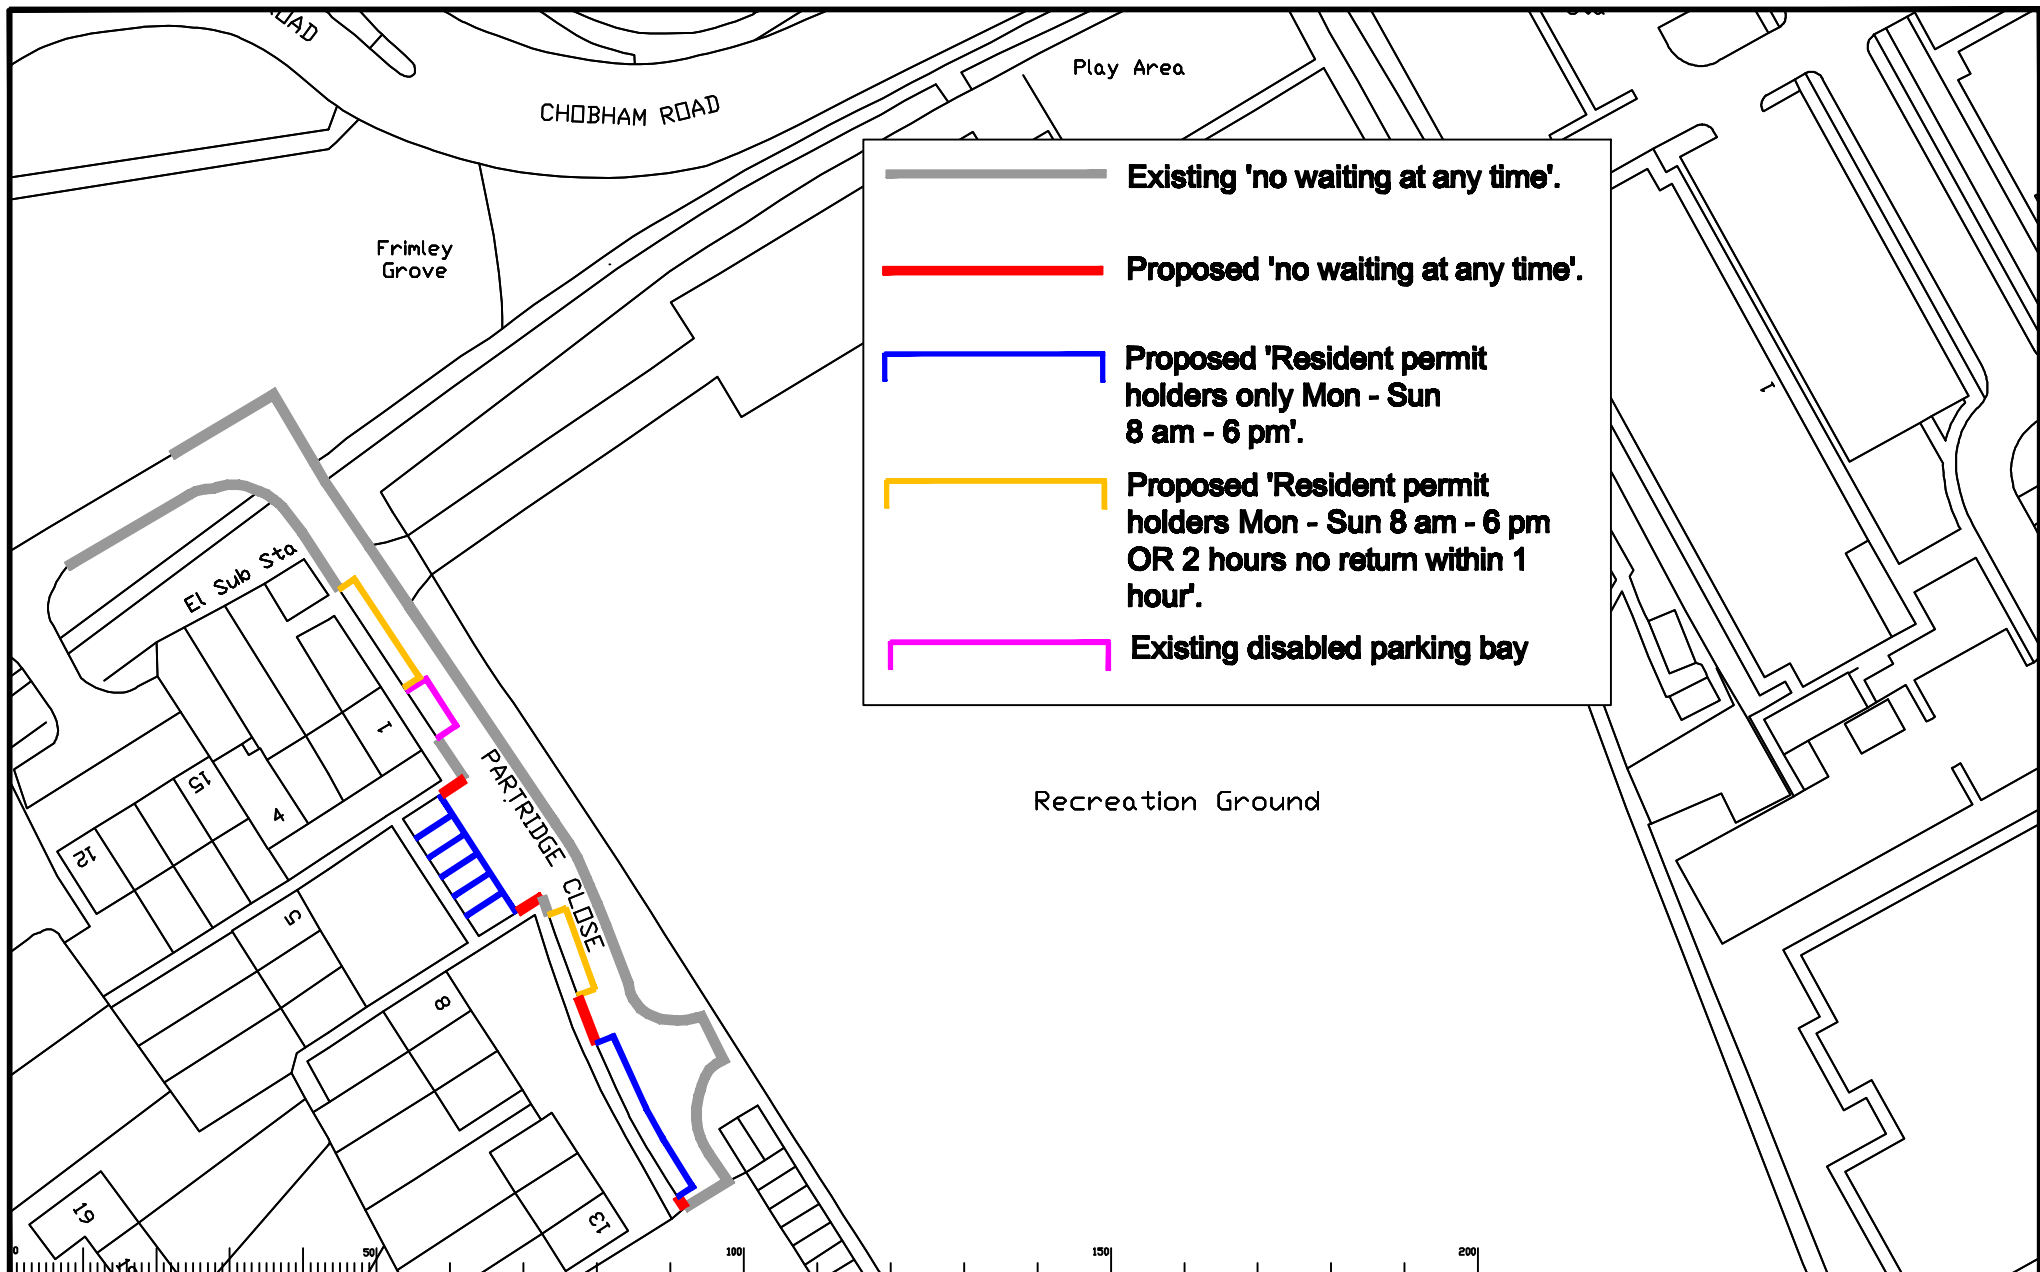 ROAD
Play Area
CHOBHAM ROAD
Frimley
Grove
Existing 'no waiting at any time'.
Proposed 'no waiting at any time'.
Proposed 'Resident permit
holders only Mon - Sun
8 am - 6 pm'.
Proposed 'Resident permit
holders Mon - Sun 8 am - 6 pm
OR 2 hours no return within 1
hour'.
Existing disabled parking bay
1
El Sub Sta
1
15
4
12
PARTRIDGE CLOSE
Recreation Ground
5
8
13
19
0
50
100
150
200